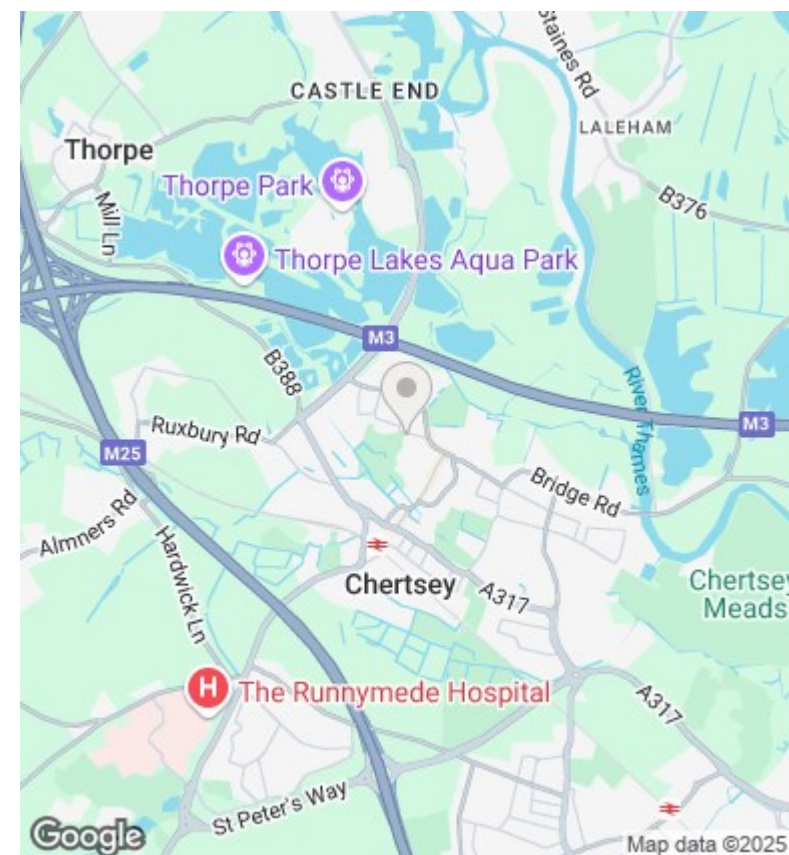 Staines Rd
CASTLE END
LALEHAM
Thorpe
Thorpe Park
B376
Mill Ln
Thorpe Lakes Aqua Park
M3
B388
River Thames
Ruxbury Rd
M3
M25
Bridge Rd
Almners Rd
Hardwick Ln
Chertsey
A317
Chertsey
Meads
H
The Runnymede Hospital
A317
St Peter's Way
Google
Map data ©2025